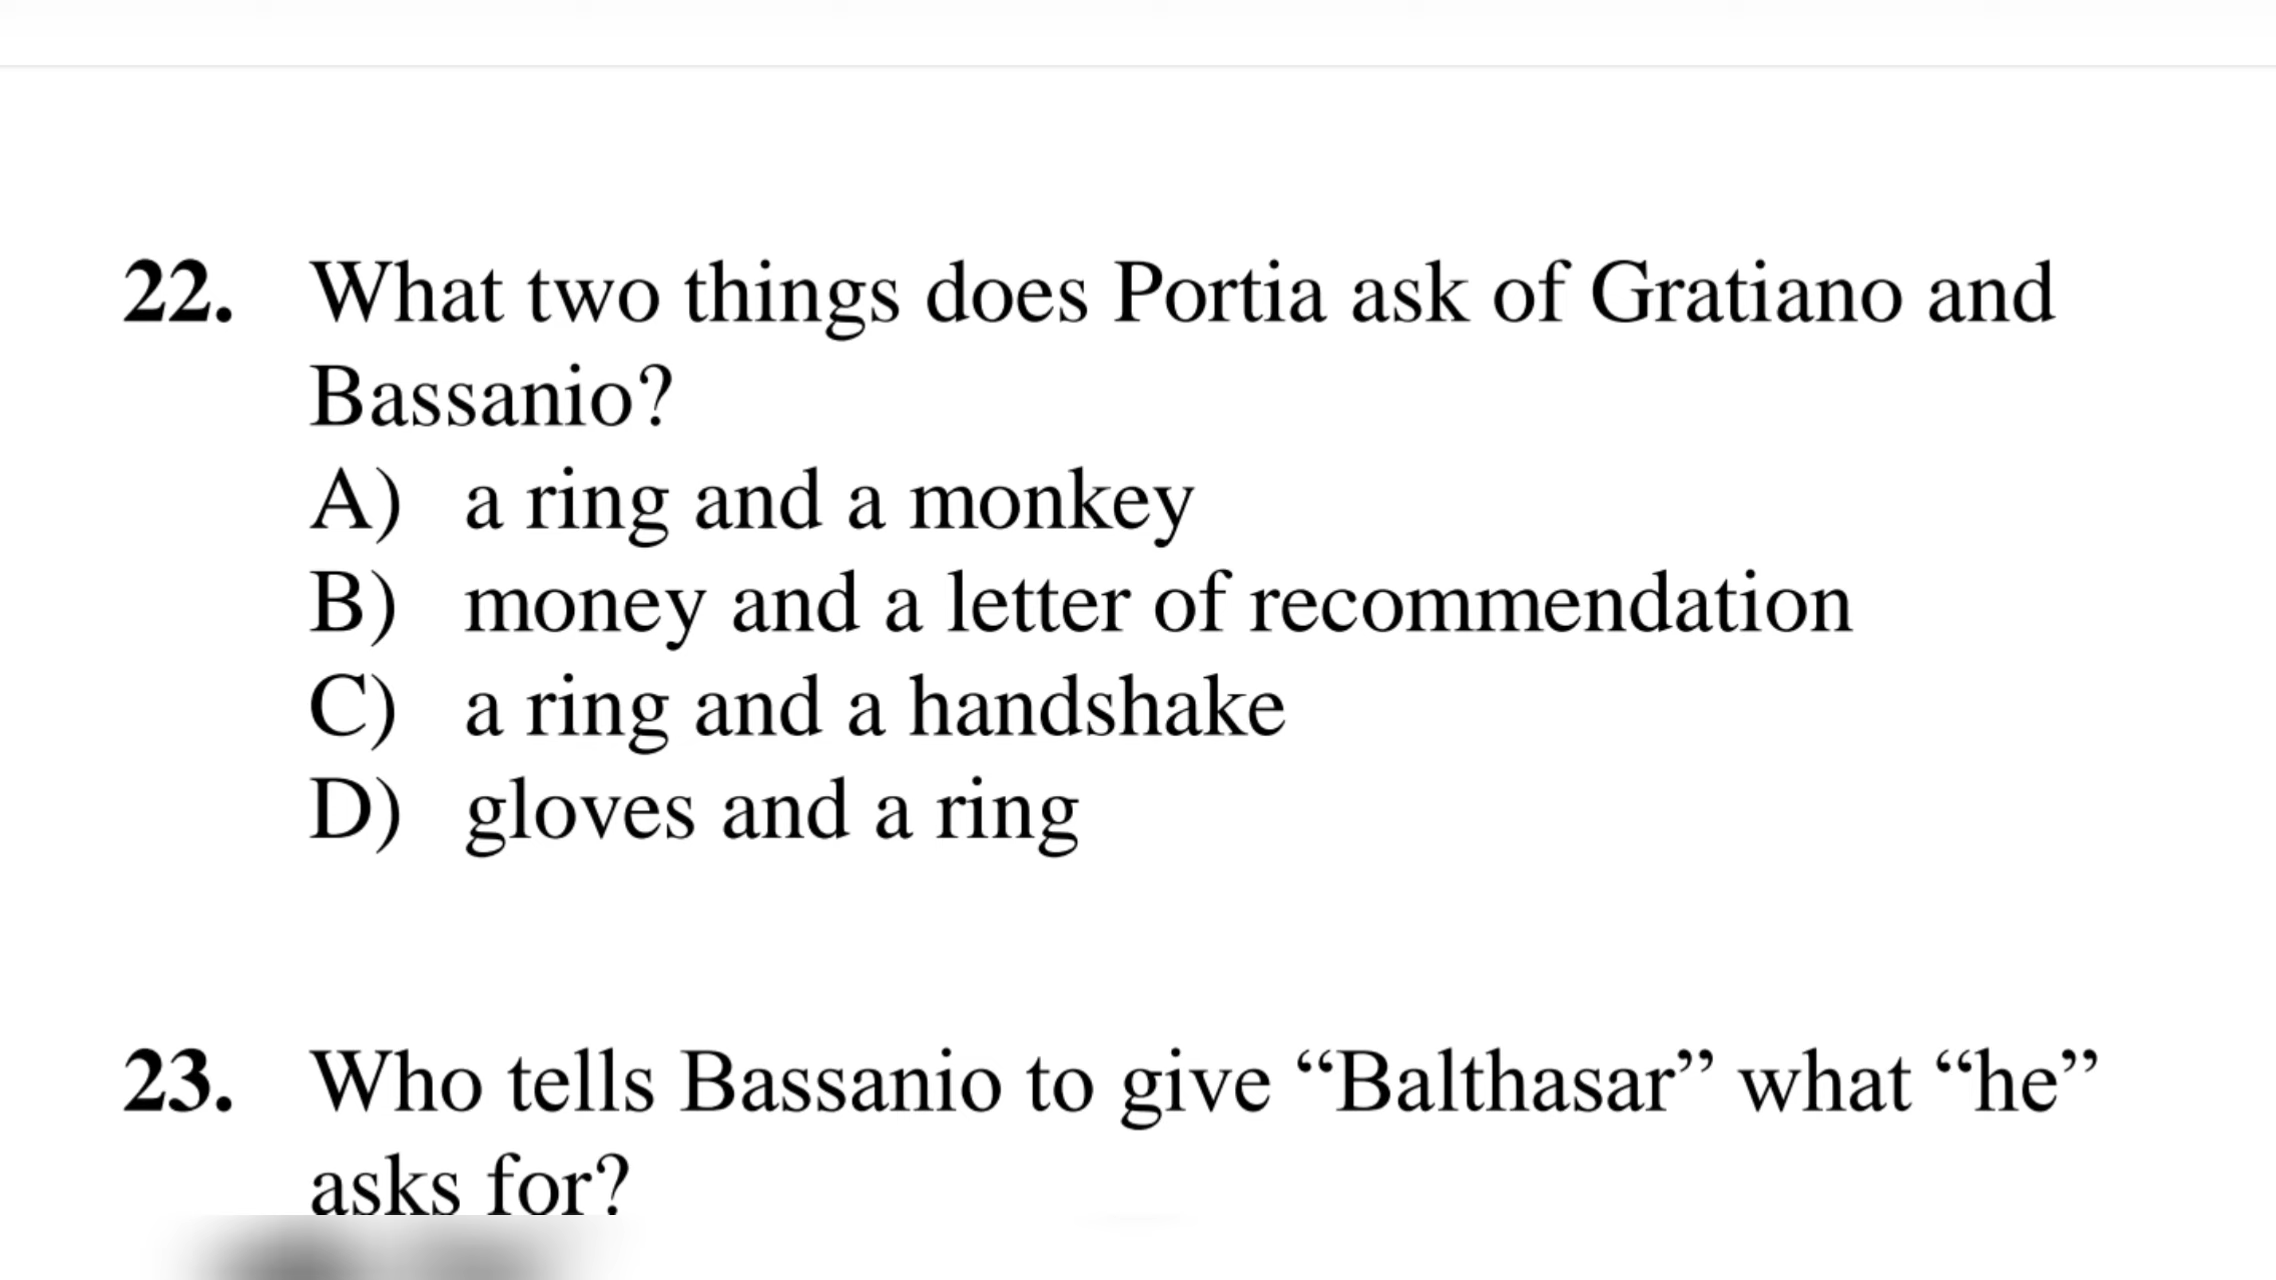 22. What two things does Portia ask of Gratiano and
Bassanio?
A) a ring and a monkey
B) money and a letter of recommendation
C) a ring and a handshake
D) gloves and a ring
23. Who tells Bassanio to give “Balthasar” what “he”
asks for?